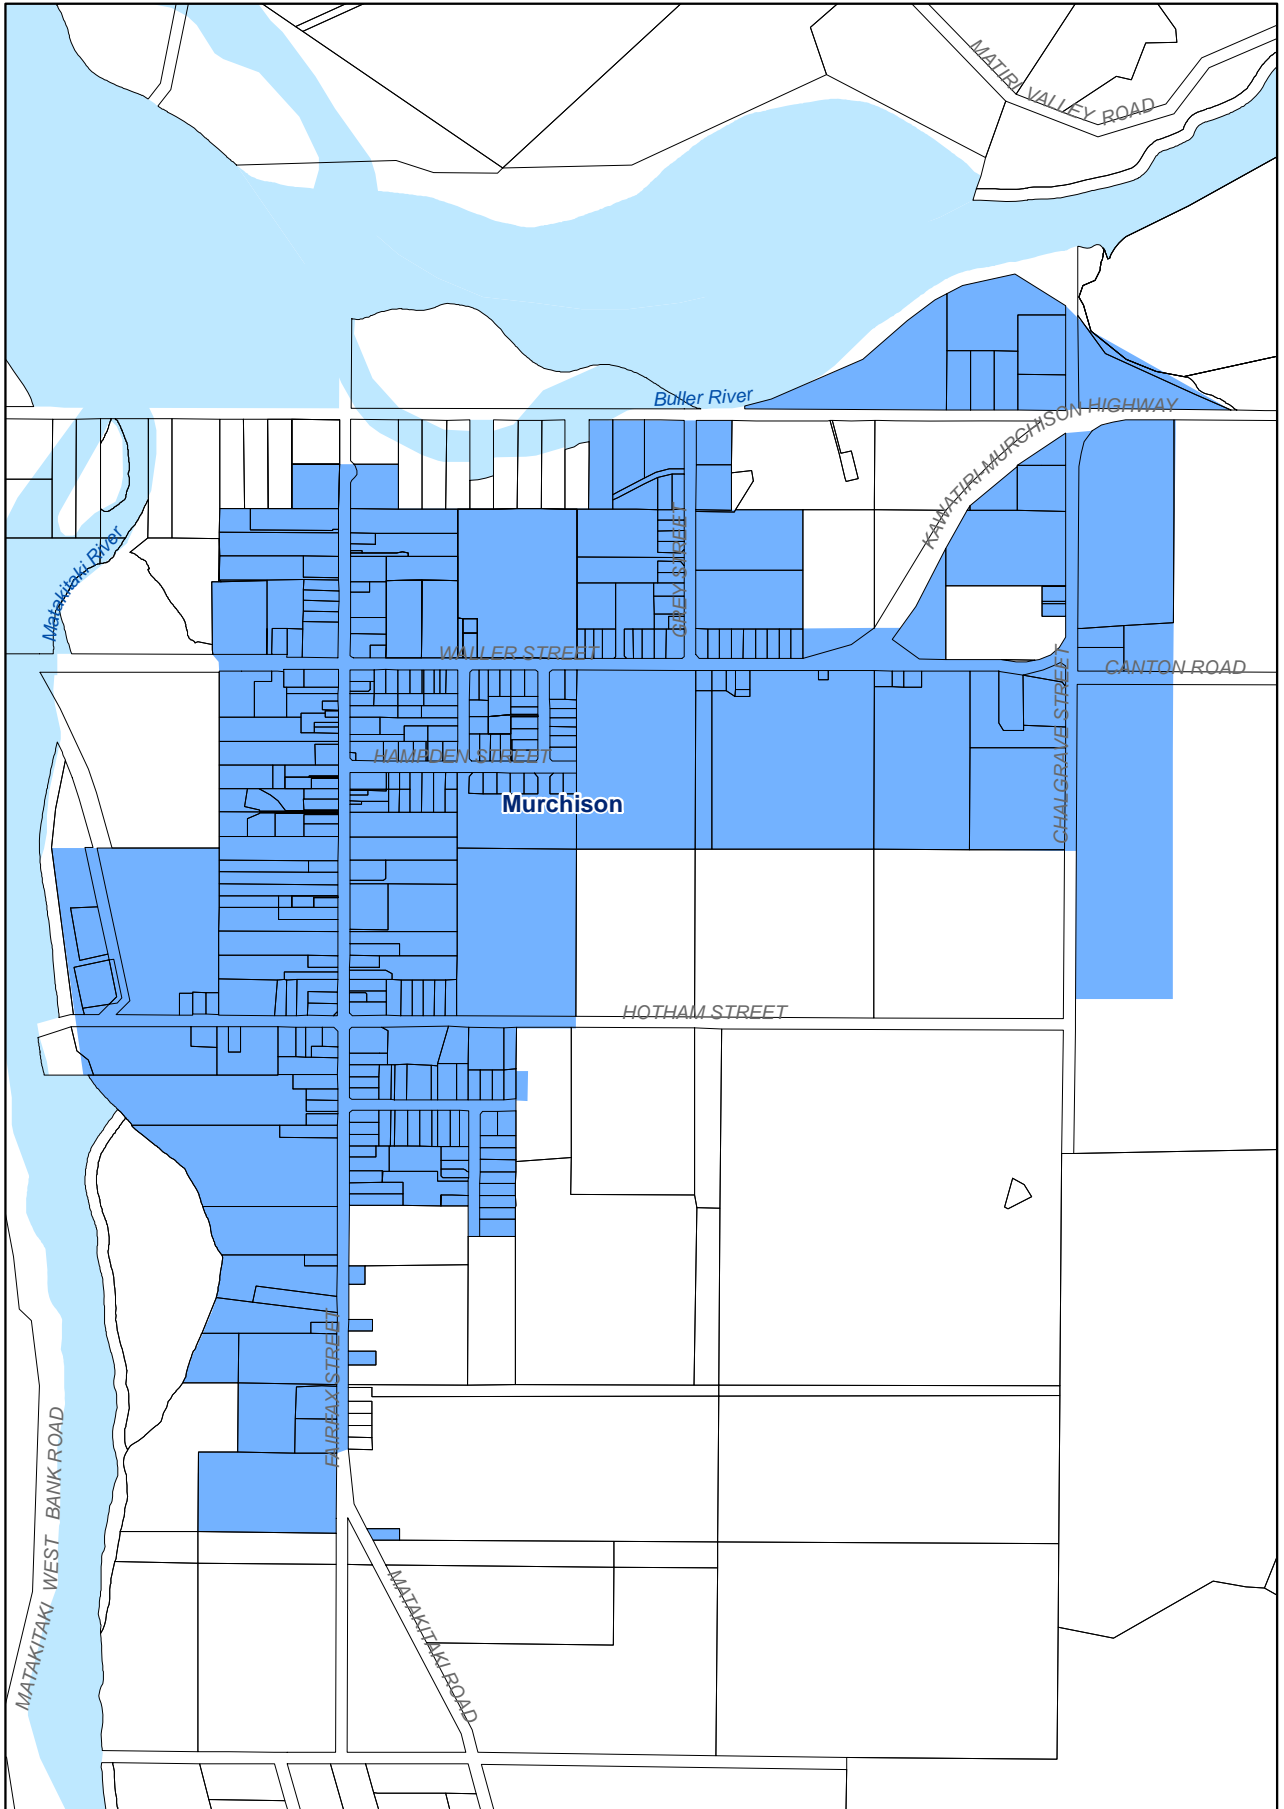 MATIRI VALLEY ROAD
Buller River
KAWATIRI-MURCHISON HIGHWAY
GREY STREET
Matakitaki River
WALLER STREET
CANTON ROAD
CHALGRAVE STREET
HAMPDEN STREET
Murchison
HOTHAM STREET
FAIRFAX STREET
MATAKITAKI WEST BANK ROAD
MATAKITAKI ROAD